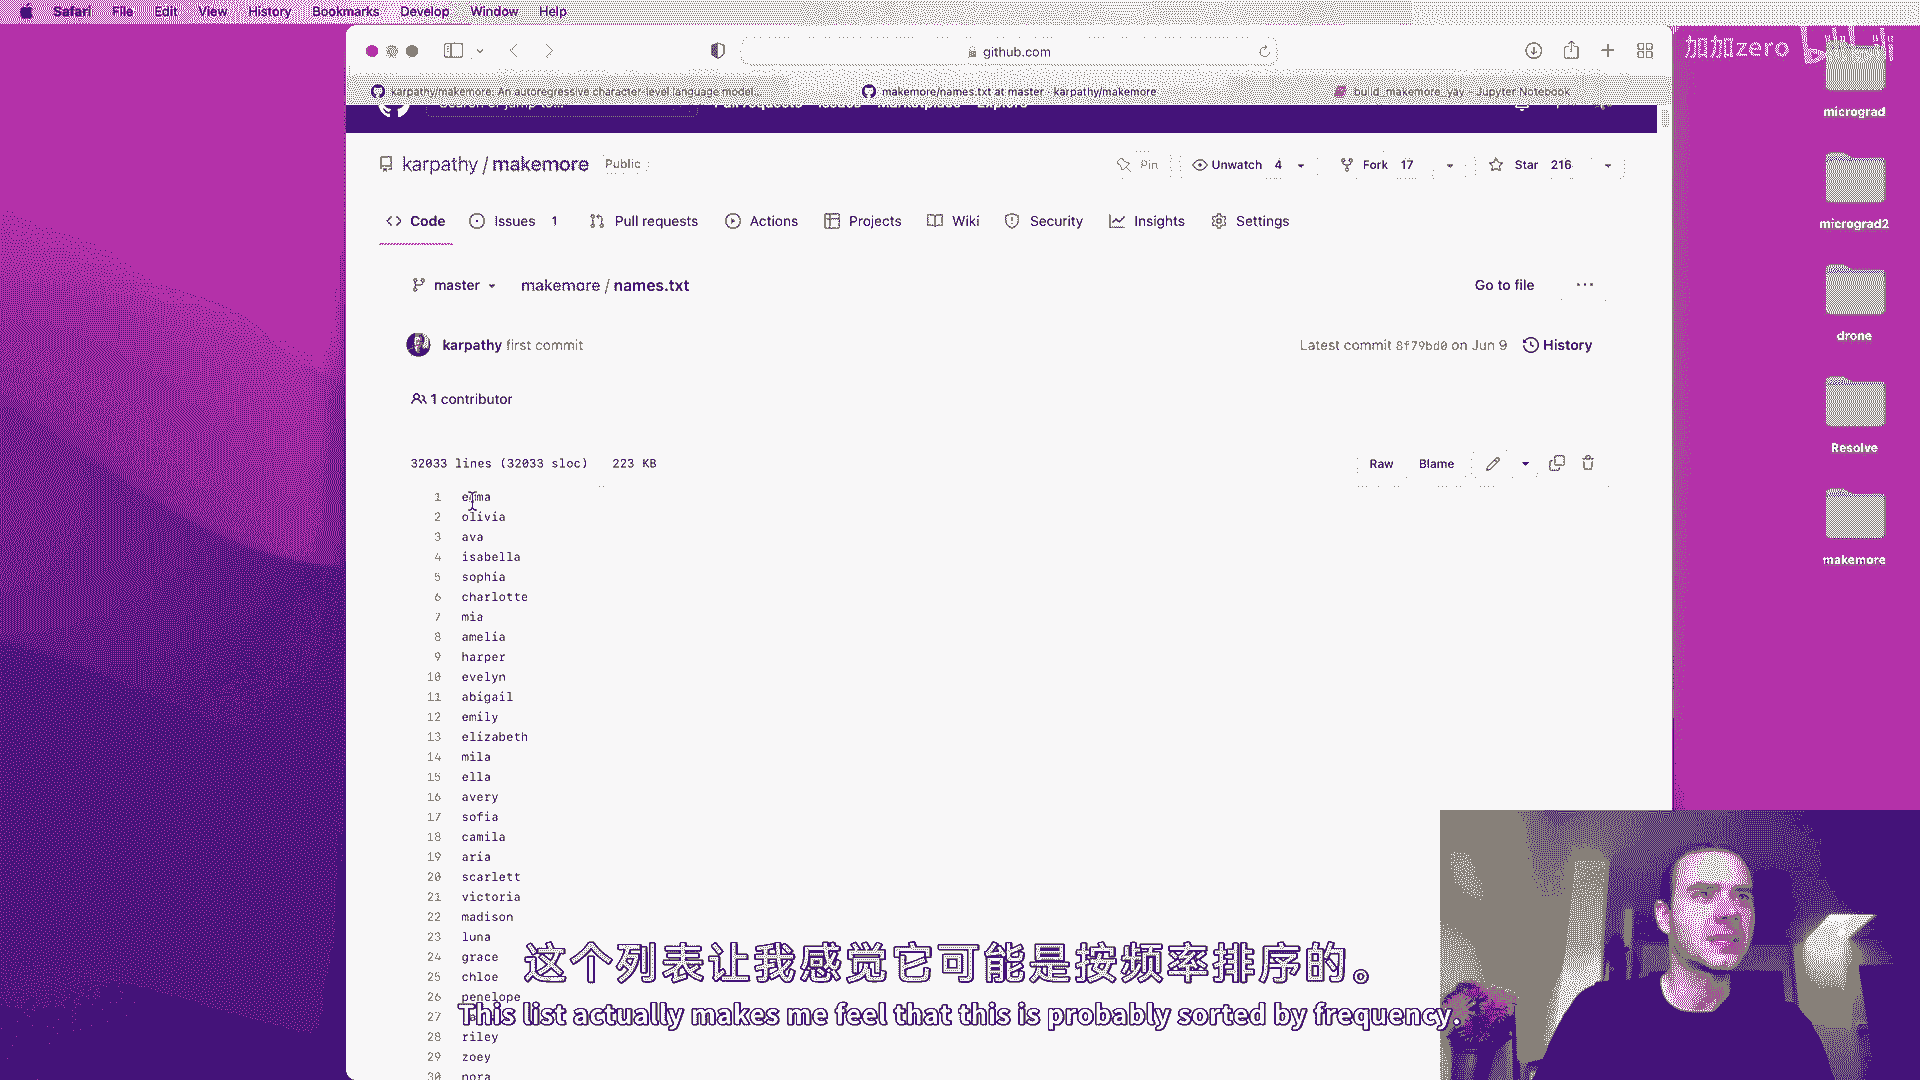 Safari File Edit View History Bookmarks Develop Window Help
加加zero
github.com
karpathy/makemore: An autoregressive character-level language model...
makemore/names.txt at master · karpathy/makemore
build_makemore_yay - Jupyter Notebook
karpathy / makemore Public
Pin
Unwatch 4
Fork 17
Star 216
Code
Issues 1
Pull requests
Actions
Projects
Wiki
Security
Insights
Settings
master
makemore / names.txt
Go to file
···
karpathy first commit
Latest commit 8f79bd0 on Jun 9
History
1 contributor
32033 lines (32033 sloc) 223 KB
Raw
Blame
1 emma
2 olivia
3 ava
4 isabella
5 sophia
6 charlotte
7 mia
8 amelia
9 harper
10 evelyn
11 abigail
12 emily
13 elizabeth
14 mila
15 ella
16 avery
17 sofia
18 camila
19 aria
20 scarlett
21 victoria
22 madison
23 luna
24 grace
25 chloe
26 penelope
27
28 riley
29 zoey
30 nora
这个列表让我感觉它可能是按频率排序的。
This list actually makes me feel that this is probably sorted by frequency.
micrograd
micrograd2
drone
Resolve
makemore